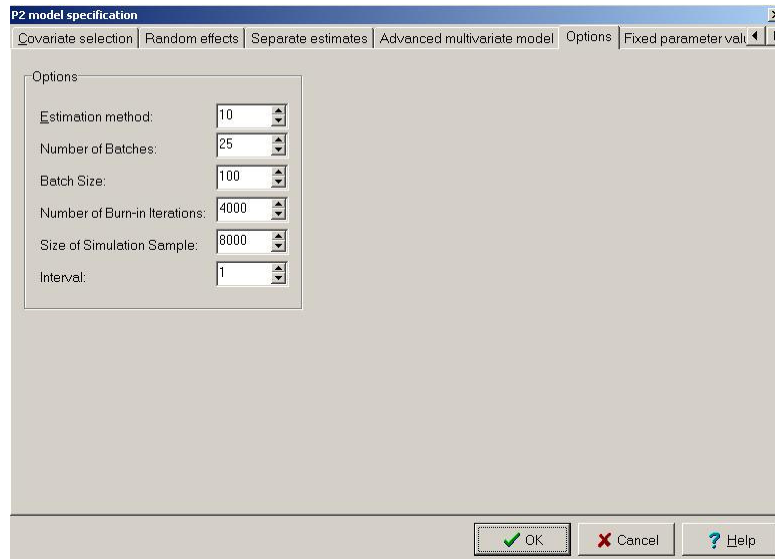 P2 model specification
Covariate selection Random effects Separate estimates Advanced multivariate model Options Fixed parameter
Options
Estimation method: 10
Number of Batches: 25
Batch Size: 100
Number of Burn-in Iterations: 4000
Size of Simulation Sample: 8000
Interval: 1
OK Cancel ? Help